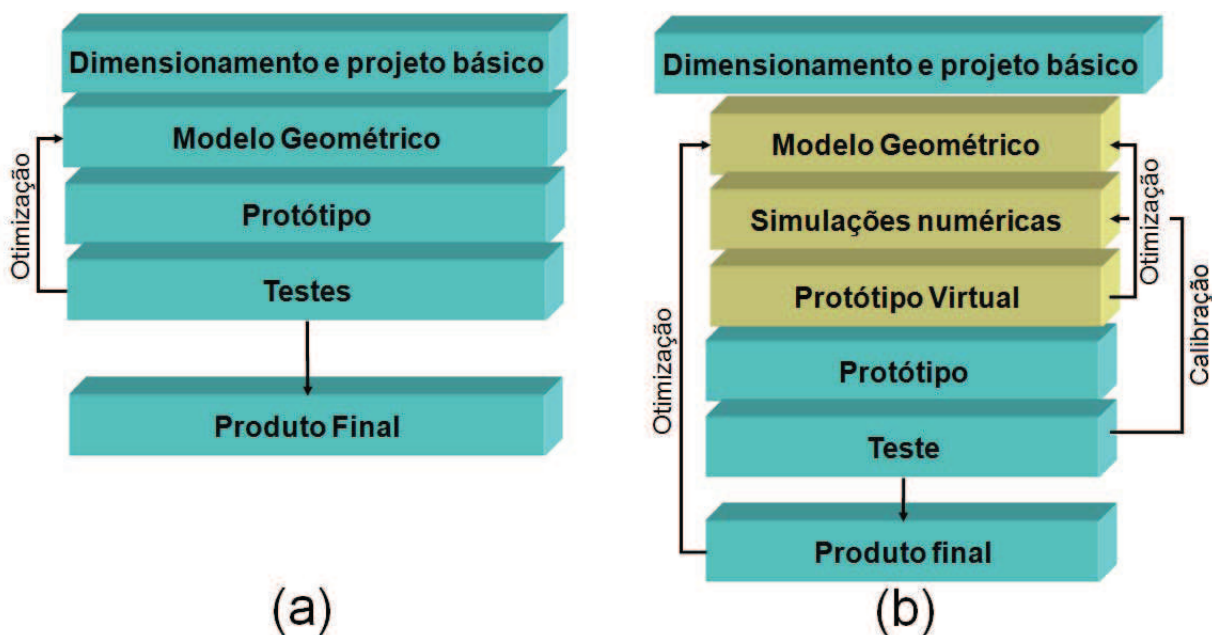 Dimensionamento e projeto básico
Modelo Geométrico
Protótipo
Testes
Produto Final
Otimização
(a)
Dimensionamento e projeto básico
Modelo Geométrico
Simulações numéricas
Protótipo Virtual
Protótipo
Teste
Produto final
Otimização
Otimização
Calibração
(b)